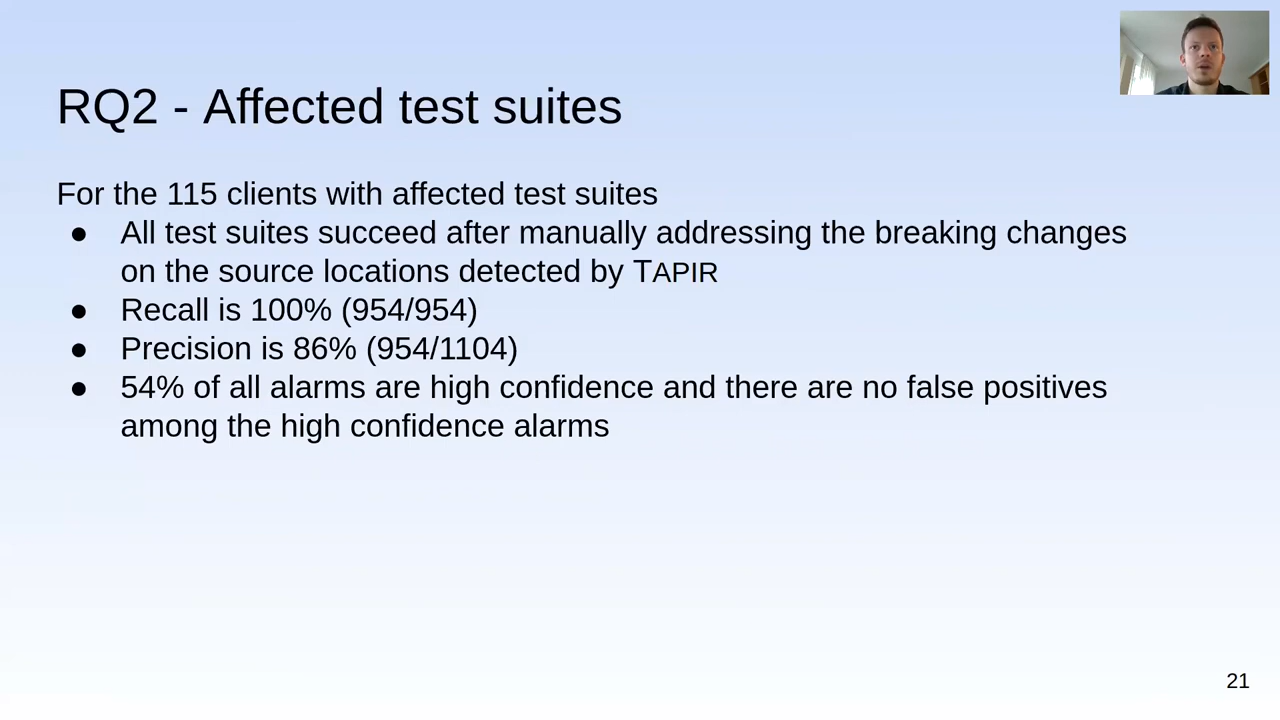 RQ2 - Affected test suites
For the 115 clients with affected test suites
● All test suites succeed after manually addressing the breaking changes
on the source locations detected by TAPIR
● Recall is 100% (954/954)
● Precision is 86% (954/1104)
● 54% of all alarms are high confidence and there are no false positives
among the high confidence alarms
21